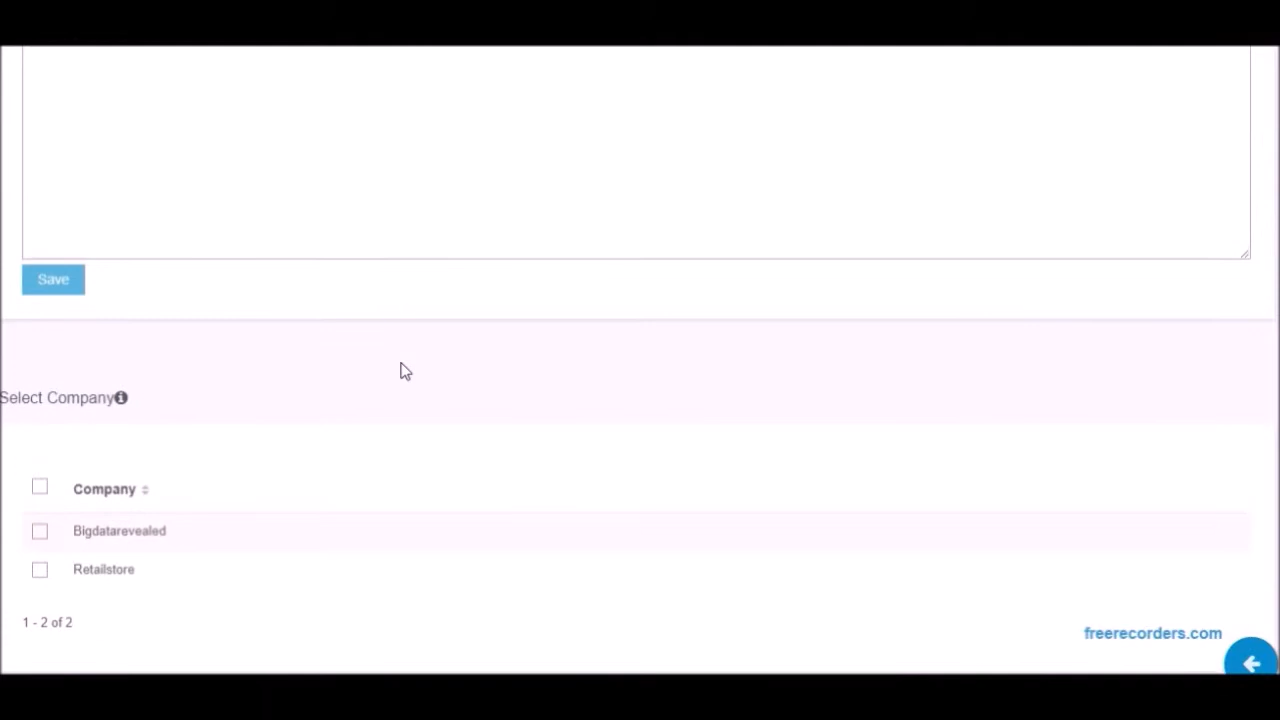 Save
Select Company
Company
Bigdatarevealed
Retailstore
1 - 2 of 2
freerecorders.com